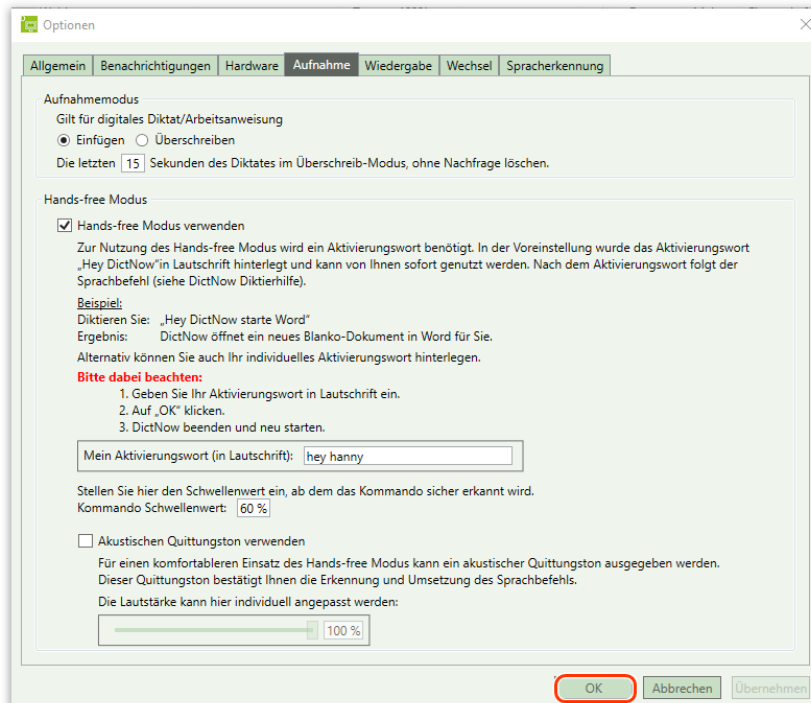 Optionen
Allgemein Benachrichtigungen Hardware Aufnahme Wiedergabe Wechsel Spracherkennung
Aufnahmemodus
Gilt für digitales Diktat/Arbeitsanweisung
Einfügen Überschreiben
Die letzten 15 Sekunden des Diktates im Überschreib-Modus, ohne Nachfrage löschen.
Hands-free Modus
Hands-free Modus verwenden
Zur Nutzung des Hands-free Modus wird ein Aktivierungswort benötigt. In der Voreinstellung wurde das Aktivierungswort
„Hey DictNow“in Lautschrift hinterlegt und kann von Ihnen sofort genutzt werden. Nach dem Aktivierungswort folgt der
Sprachbefehl (siehe DictNow Diktierhilfe).
Beispiel:
Diktieren Sie: „Hey DictNow starte Word“
Ergebnis: DictNow öffnet ein neues Blanko-Dokument in Word für Sie.
Alternativ können Sie auch Ihr individuelles Aktivierungswort hinterlegen.
Bitte dabei beachten:
1. Geben Sie Ihr Aktivierungswort in Lautschrift ein.
2. Auf „OK“ klicken.
3. DictNow beenden und neu starten.
Mein Aktivierungswort (in Lautschrift): hey hanny
Stellen Sie hier den Schwellenwert ein, ab dem das Kommando sicher erkannt wird.
Kommando Schwellenwert: 60 %
Akustischen Quittungston verwenden
Für einen komfortableren Einsatz des Hands-free Modus kann ein akustischer Quittungston ausgegeben werden.
Dieser Quittungston bestätigt Ihnen die Erkennung und Umsetzung des Sprachbefehls.
Die Lautstärke kann hier individuell angepasst werden:
100 %
OK Abbrechen Übernehmen